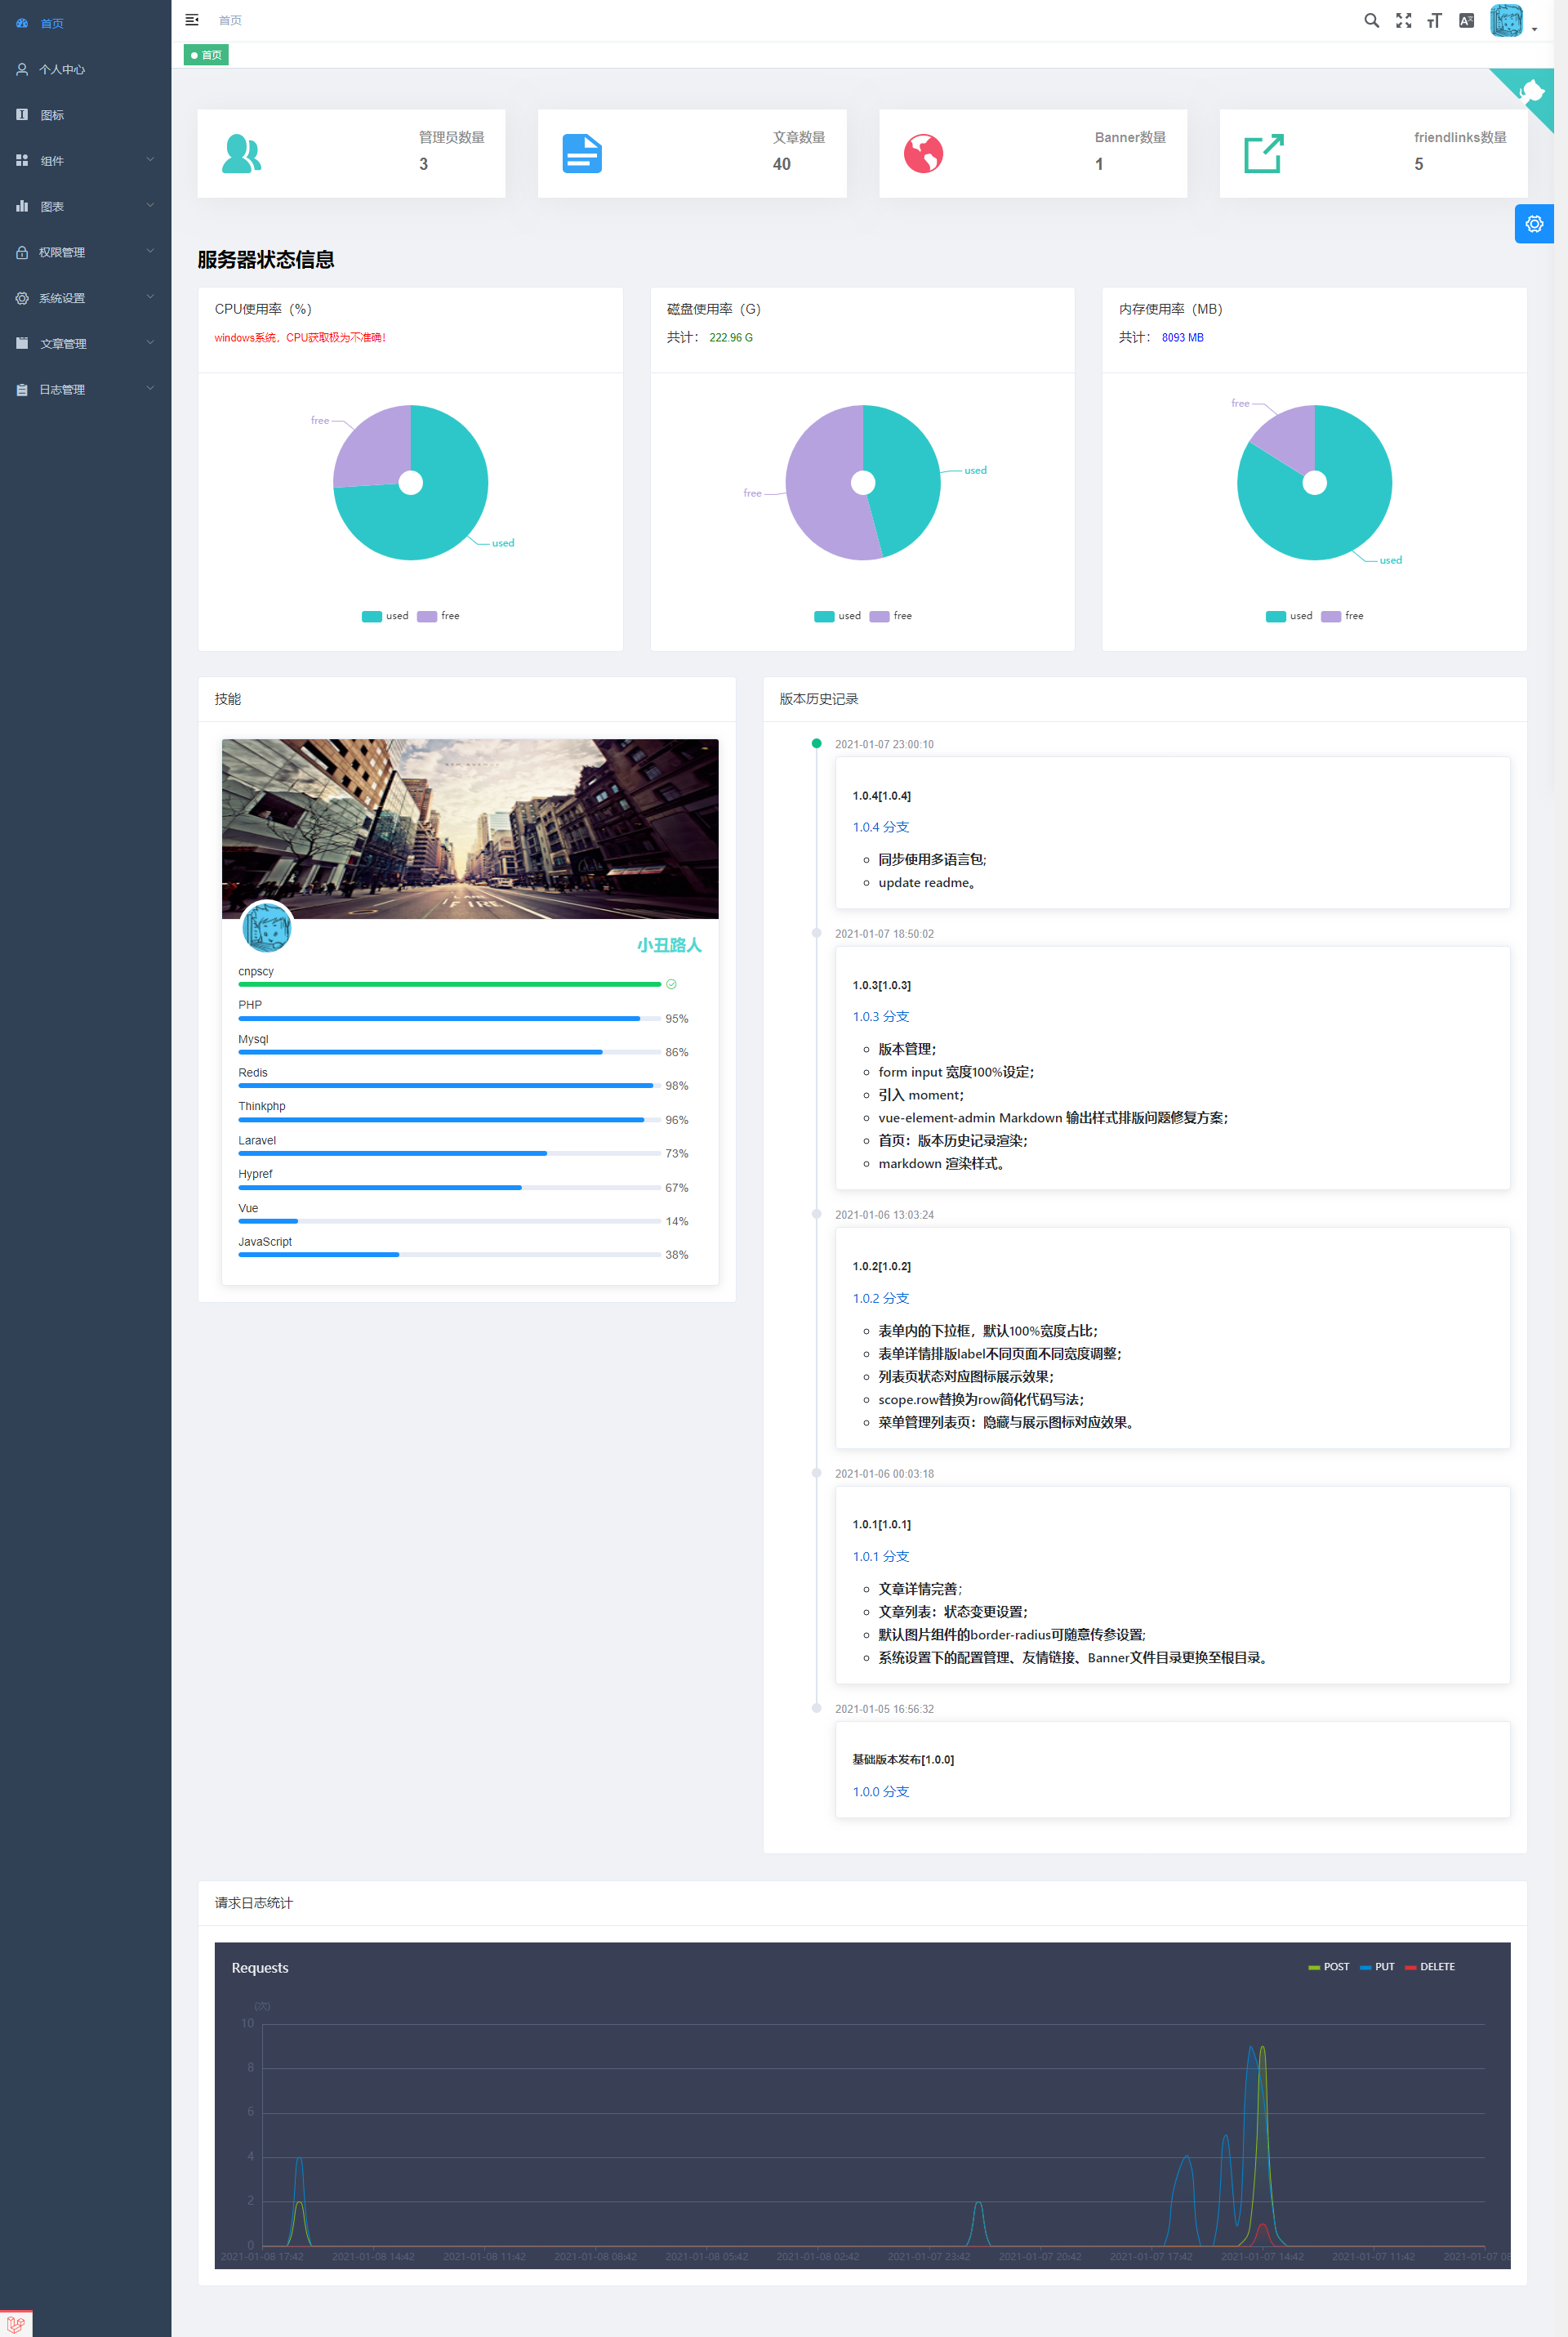 首页
个人中心
图标
组件
图表
权限管理
系统设置
文章管理
日志管理
首页
首页
管理员数量
3
文章数量
40
Banner数量
1
friendlinks数量
5
服务器状态信息
CPU使用率（%）
windows系统，CPU获取极为不准确！
free
used
used free
磁盘使用率（G）
共计： 222.96 G
used
free
used free
内存使用率（MB）
共计： 8093 MB
free
used
used free
技能
小丑路人
cnpscy
PHP
95%
Mysql
86%
Redis
98%
Thinkphp
96%
Laravel
73%
Hypref
67%
Vue
14%
JavaScript
38%
版本历史记录
2021-01-07 23:00:10
1.0.4[1.0.4]
1.0.4 分支
同步使用多语言包;
update readme。
2021-01-07 18:50:02
1.0.3[1.0.3]
1.0.3 分支
版本管理；
form input 宽度100%设定；
引入 moment；
vue-element-admin Markdown 输出样式排版问题修复方案；
首页：版本历史记录渲染；
markdown 渲染样式。
2021-01-06 13:03:24
1.0.2[1.0.2]
1.0.2 分支
表单内的下拉框，默认100%宽度占比；
表单详情排版label不同页面不同宽度调整；
列表页状态对应图标展示效果；
scope.row替换为row简化代码写法；
菜单管理列表页：隐藏与展示图标对应效果。
2021-01-06 00:03:18
1.0.1[1.0.1]
1.0.1 分支
文章详情完善;
文章列表：状态变更设置；
默认图片组件的border-radius可随意传参设置;
系统设置下的配置管理、友情链接、Banner文件目录更换至根目录。
2021-01-05 16:56:32
基础版本发布[1.0.0]
1.0.0 分支
请求日志统计
Requests
POST PUT DELETE
(次)
10
8
6
4
2
0
2021-01-08 17:42 2021-01-08 14:42 2021-01-08 11:42 2021-01-08 08:42 2021-01-08 05:42 2021-01-08 02:42 2021-01-07 23:42 2021-01-07 20:42 2021-01-07 17:42 2021-01-07 14:42 2021-01-07 11:42 2021-01-07